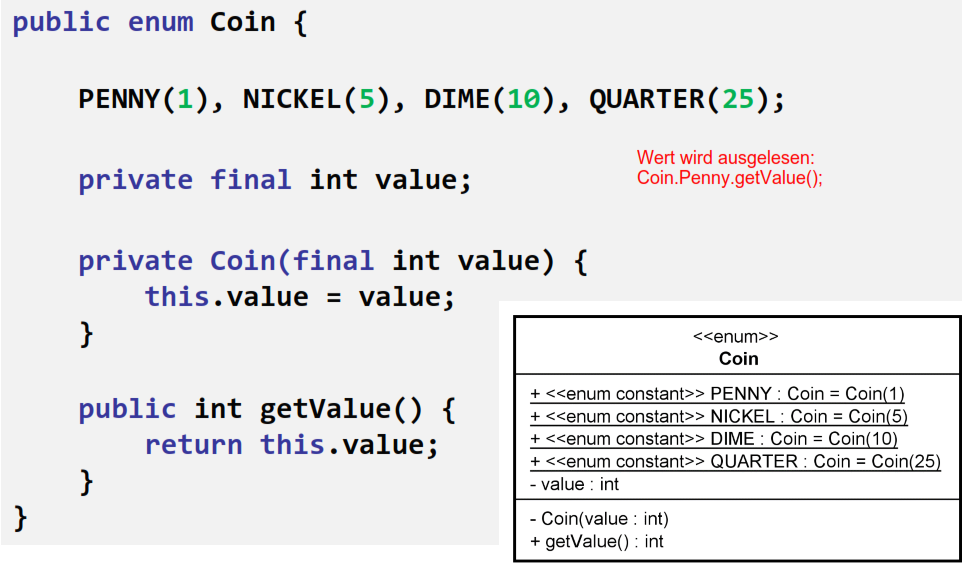 public enum Coin {
PENNY(1), NICKEL(5), DIME(10), QUARTER(25);
private final int value;
Wert wird ausgelesen:
Coin.Penny.getValue();
private Coin(final int value) {
this.value = value;
}
public int getValue() {
return this.value;
}
}
<<enum>>
Coin
+ <<enum constant>> PENNY : Coin = Coin(1)
+ <<enum constant>> NICKEL : Coin = Coin(5)
+ <<enum constant>> DIME : Coin = Coin(10)
+ <<enum constant>> QUARTER : Coin = Coin(25)
- value : int
- Coin(value : int)
+ getValue() : int